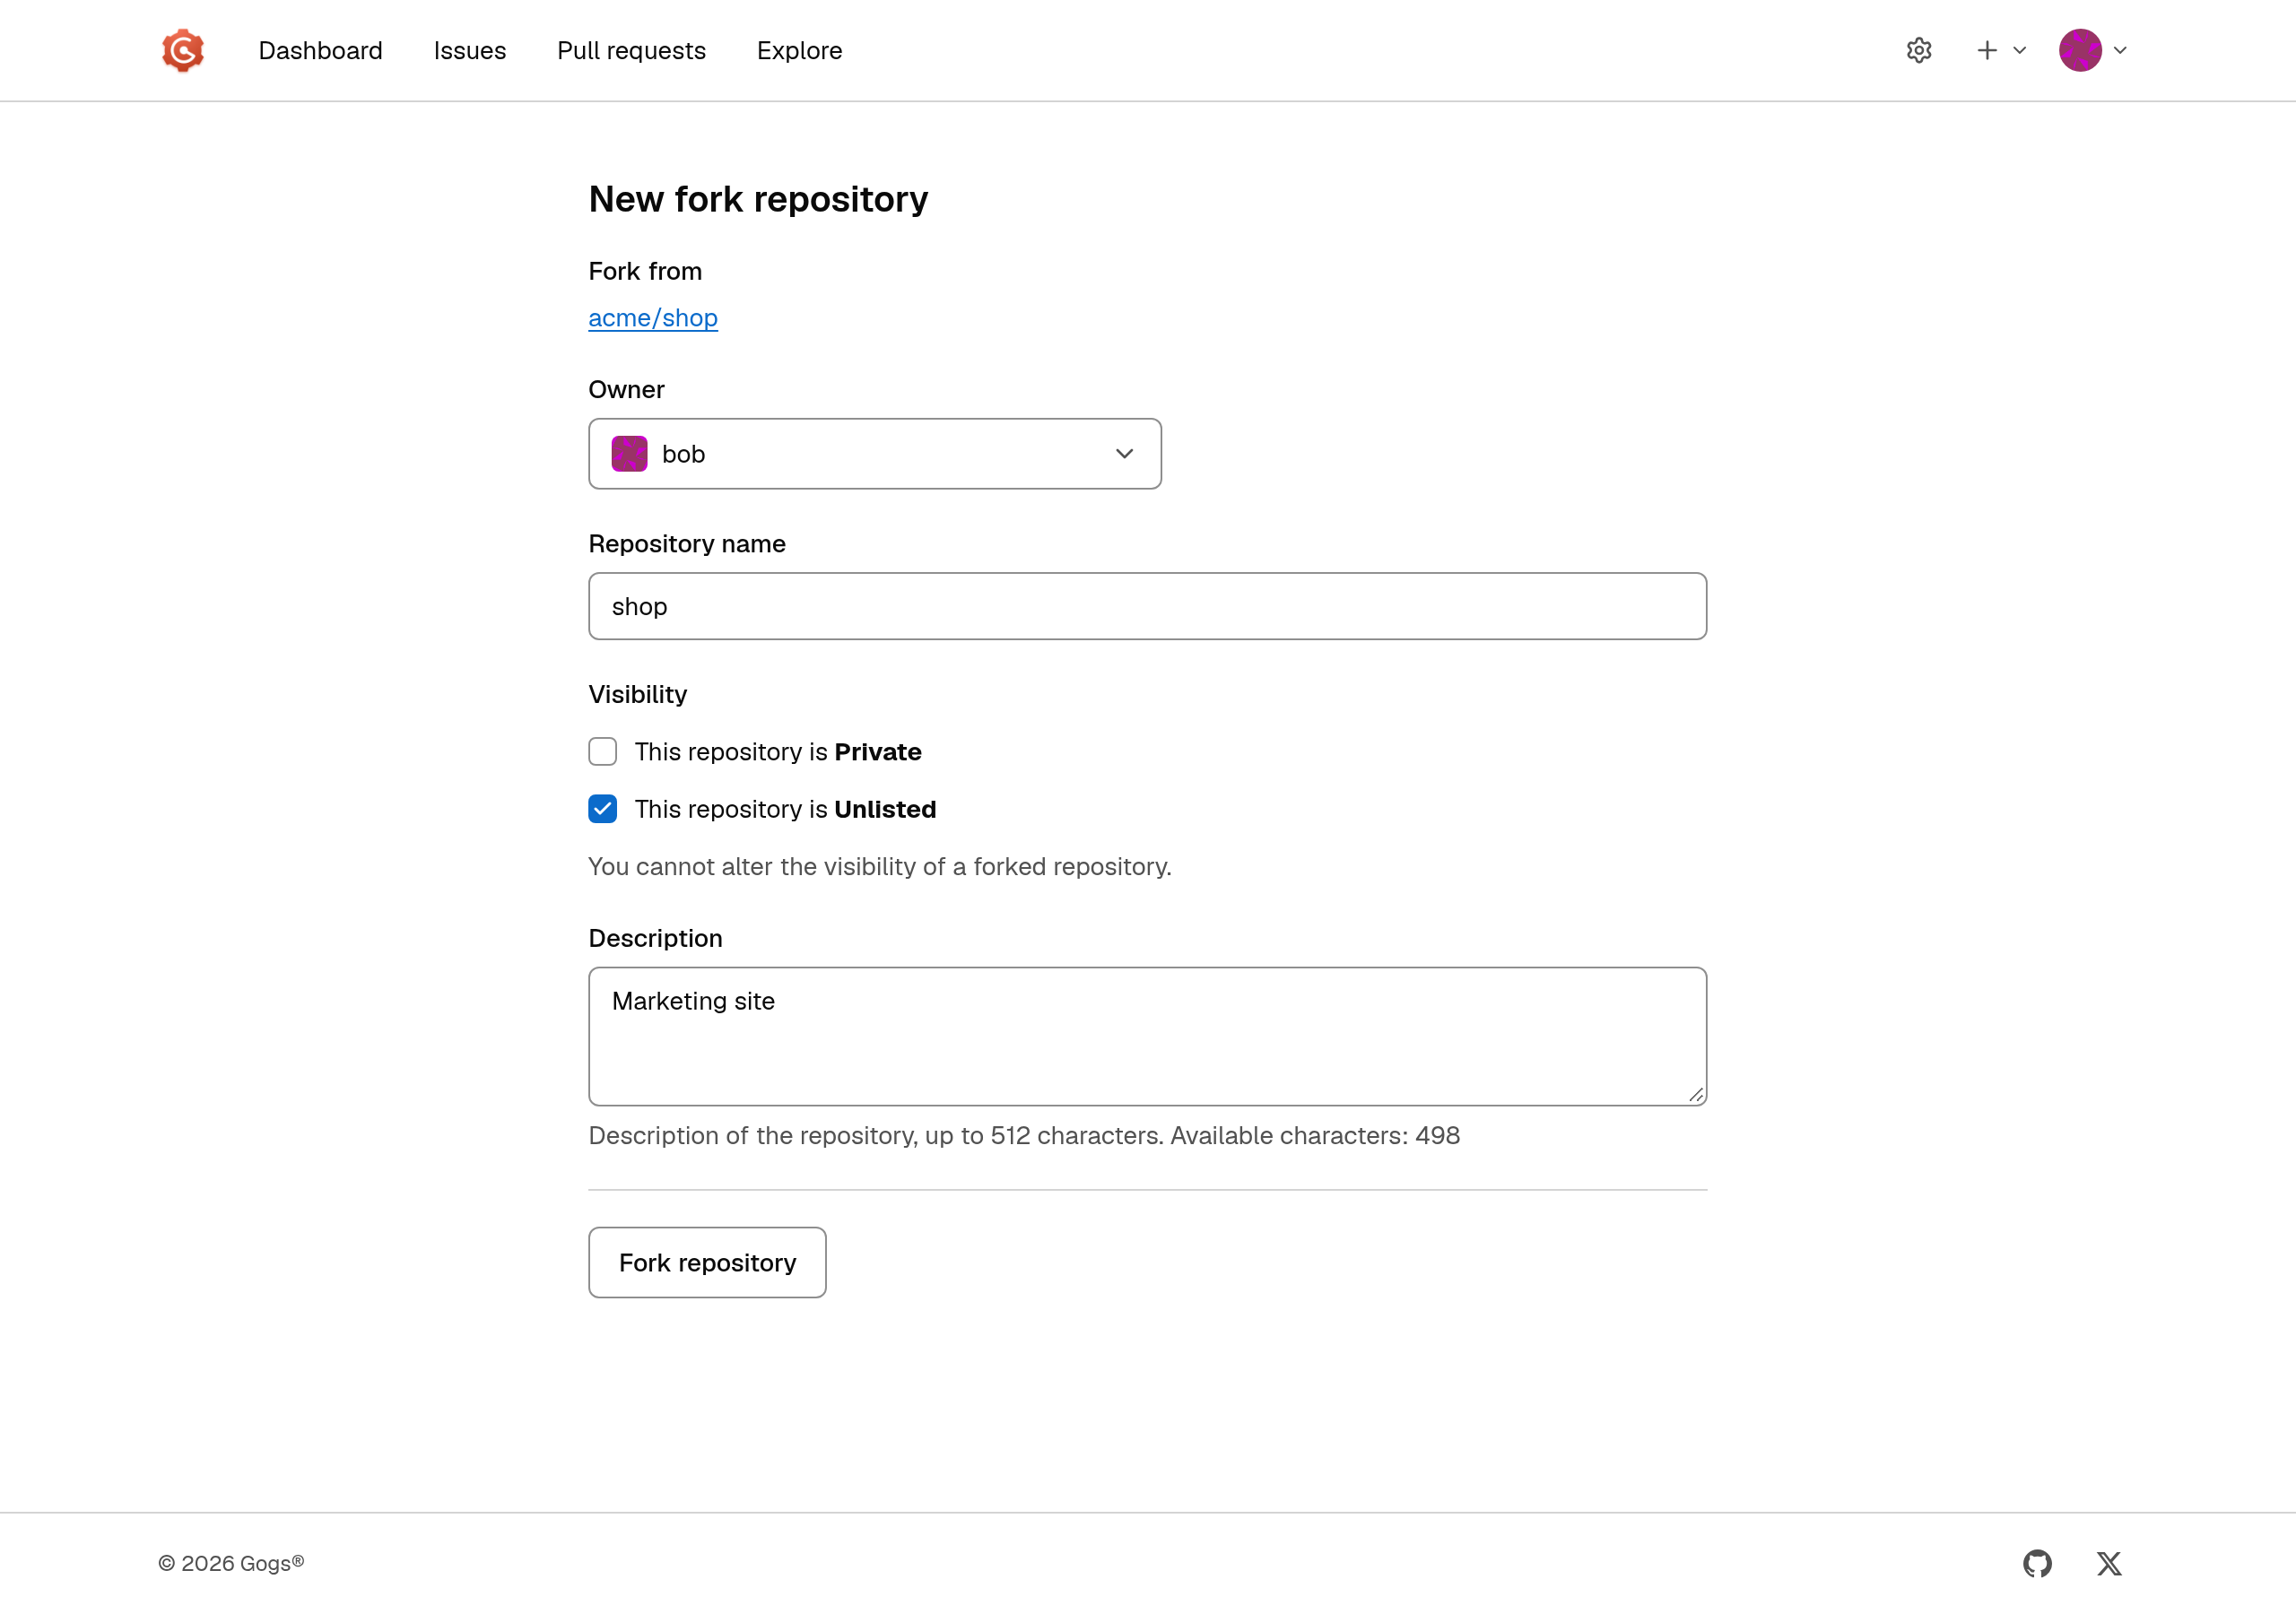 Dashboard Issues Pull requests Explore
New fork repository
Fork from
acme/shop
Owner
bob
Repository name
shop
Visibility
This repository is Private
This repository is Unlisted
You cannot alter the visibility of a forked repository.
Description
Marketing site
Description of the repository, up to 512 characters. Available characters: 498
Fork repository
© 2026 Gogs®